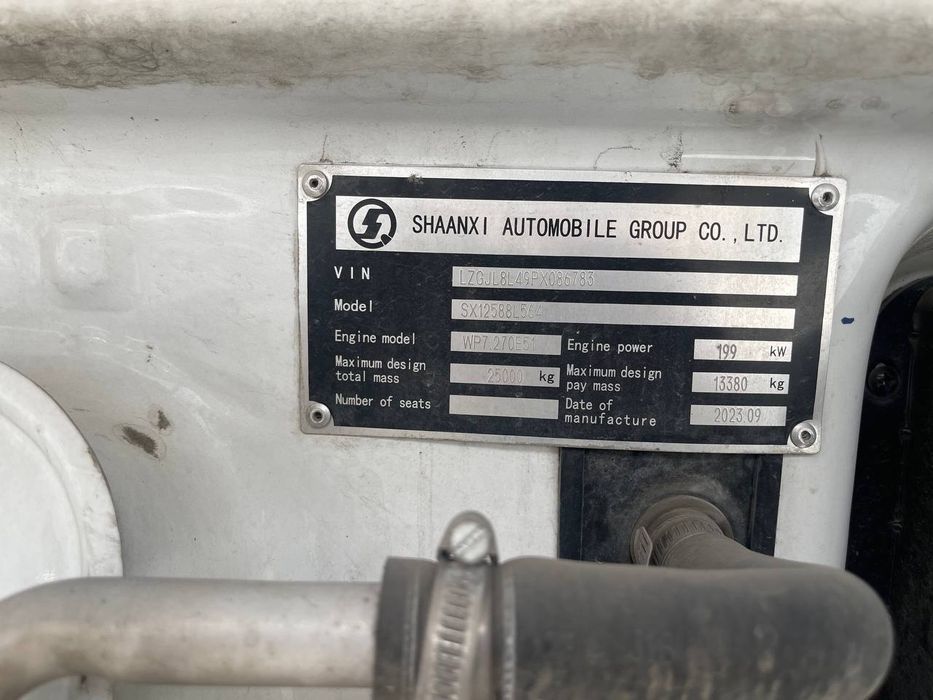 SHAANXI AUTOMOBILE GROUP CO.,LTD.
VIN LZGJL8L49PX086783
Model SX12588L564
Engine model WP7.270E51 Engine power 199 kW
Maximum design total mass 25000 kg Maximum design pay mass 13380 kg
Number of seats Date of manufacture 2023.09